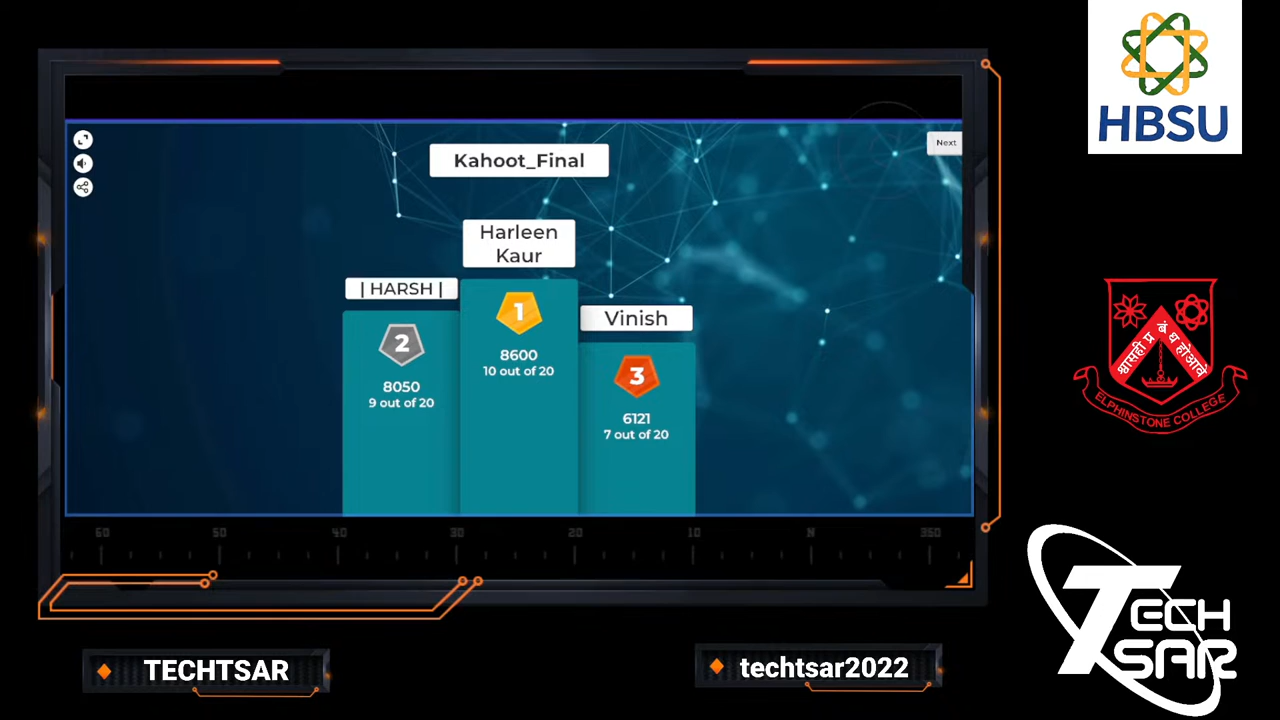 HBSU
Next
Kahoot_Final
Harleen
Kaur
| HARSH |
Vinish
1
2
3
8600
10 out of 20
8050
9 out of 20
6121
7 out of 20
ELPHINSTONE COLLEGE
60 50 40 30 20 10 N 350
TECH
SAR
TECHTSAR
techtsar2022